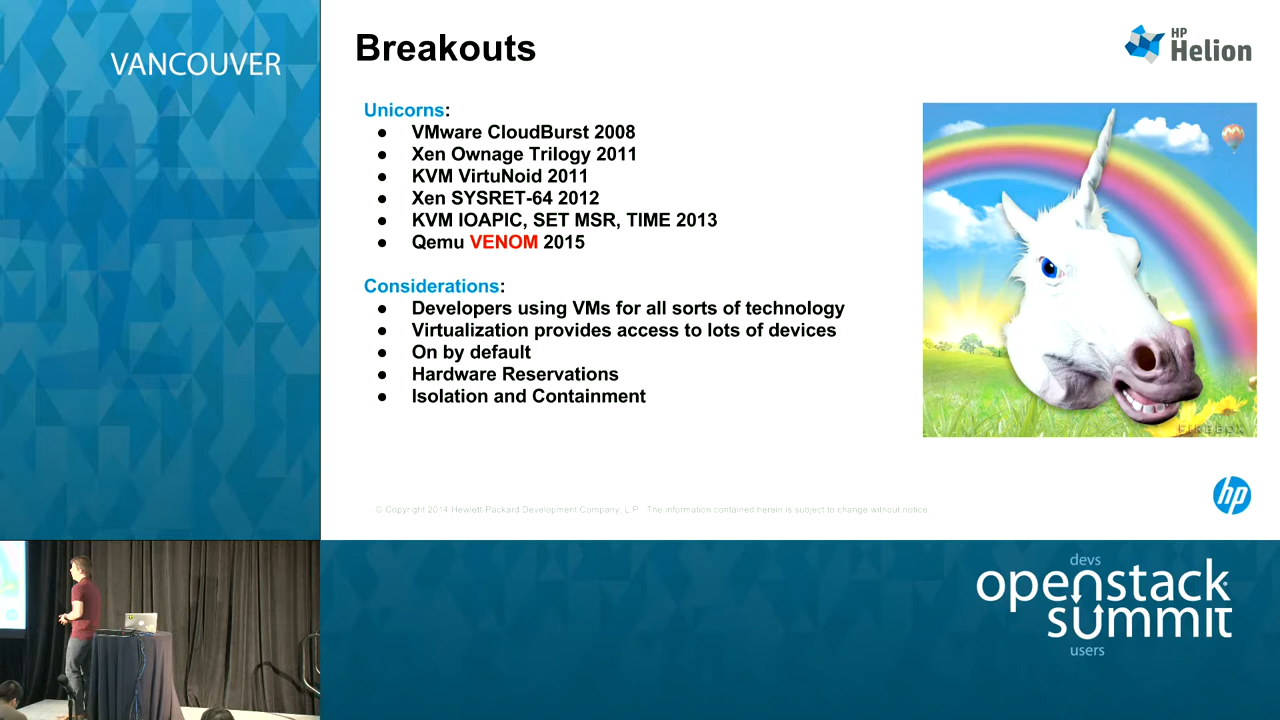 VANCOUVER
Breakouts
HP
Helion
Unicorns:
● VMware CloudBurst 2008
● Xen Ownage Trilogy 2011
● KVM VirtuNoid 2011
● Xen SYSRET-64 2012
● KVM IOAPIC, SET MSR, TIME 2013
● Qemu VENOM 2015
Considerations:
● Developers using VMs for all sorts of technology
● Virtualization provides access to lots of devices
● On by default
● Hardware Reservations
● Isolation and Containment
FIREBOX
hp
© Copyright 2014 Hewlett-Packard Development Company, L.P. The information contained herein is subject to change without notice.
devs
openstack
summit
users